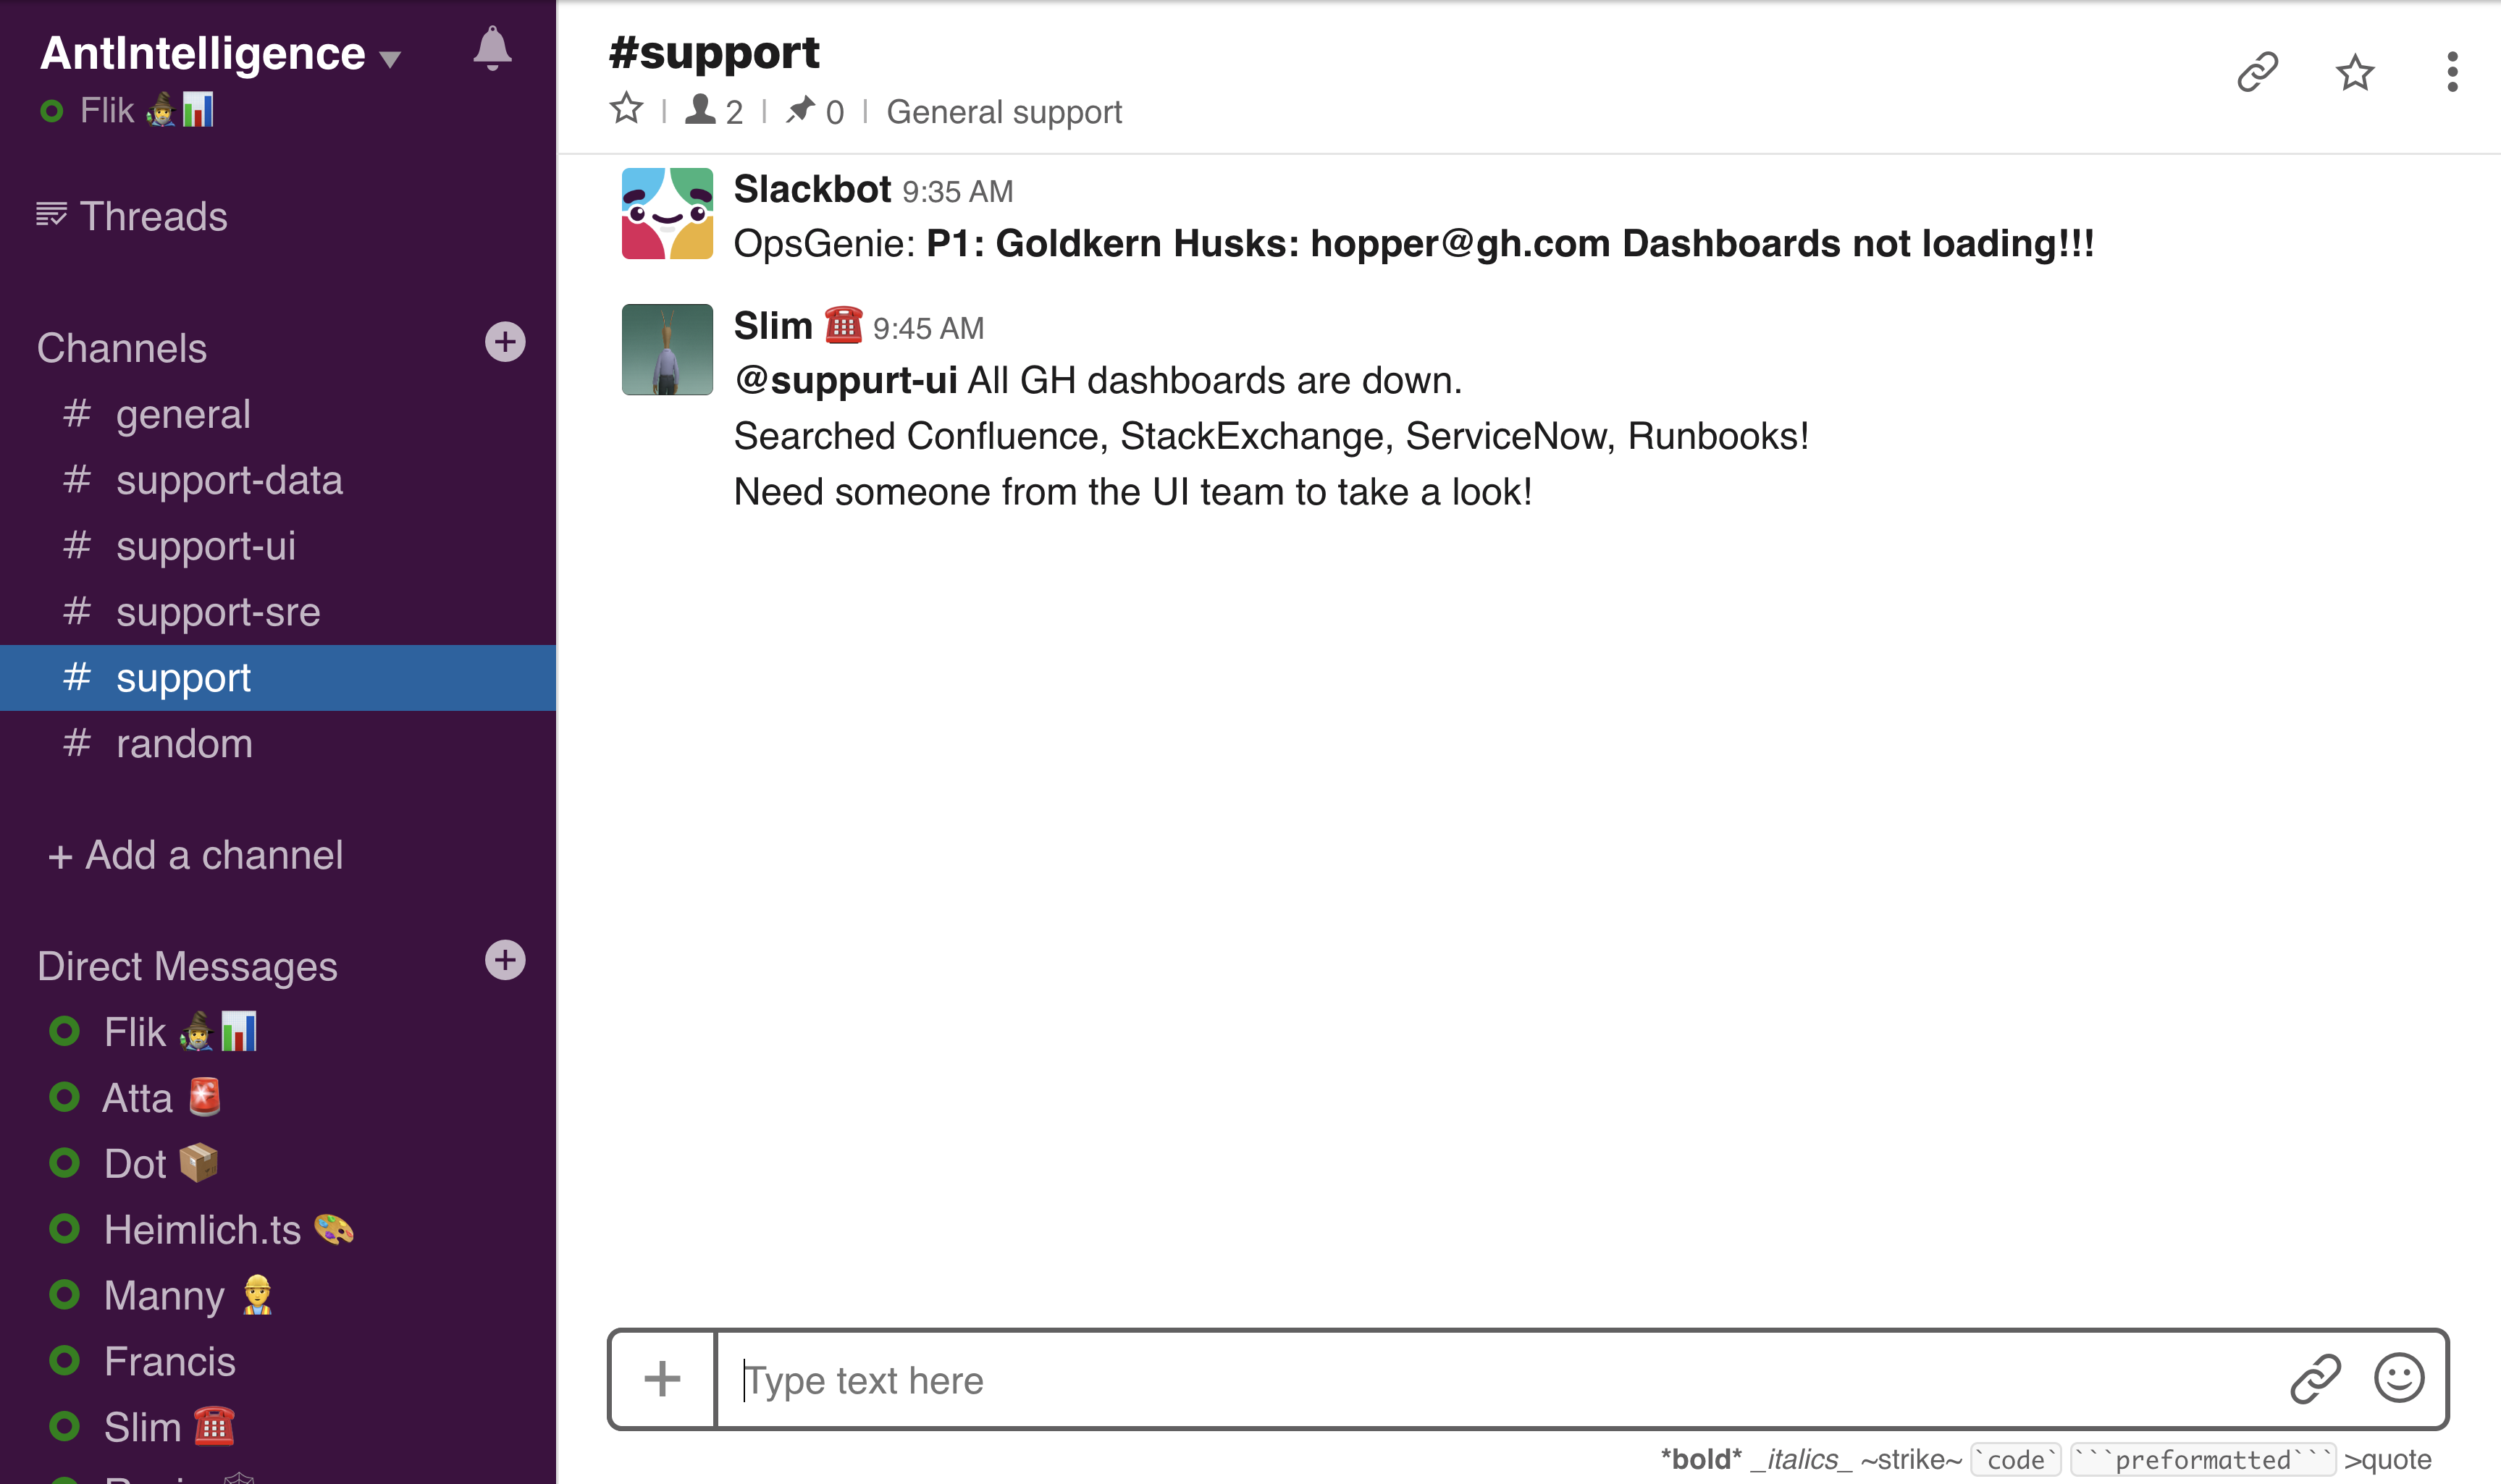 AntIntelligence
Flik
Threads
Channels
# general
# support-data
# support-ui
# support-sre
# support
# random
+ Add a channel
Direct Messages
Flik
Atta
Dot
Heimlich.ts
Manny
Francis
Slim
#support
2 | 0 | General support
Slackbot 9:35 AM
OpsGenie: P1: Goldkern Husks: hopper@gh.com Dashboards not loading!!!
Slim 9:45 AM
@suppurt-ui All GH dashboards are down.
Searched Confluence, StackExchange, ServiceNow, Runbooks!
Need someone from the UI team to take a look!
Type text here
*bold* _italics_ ~strike~ `code` ```preformatted``` >quote